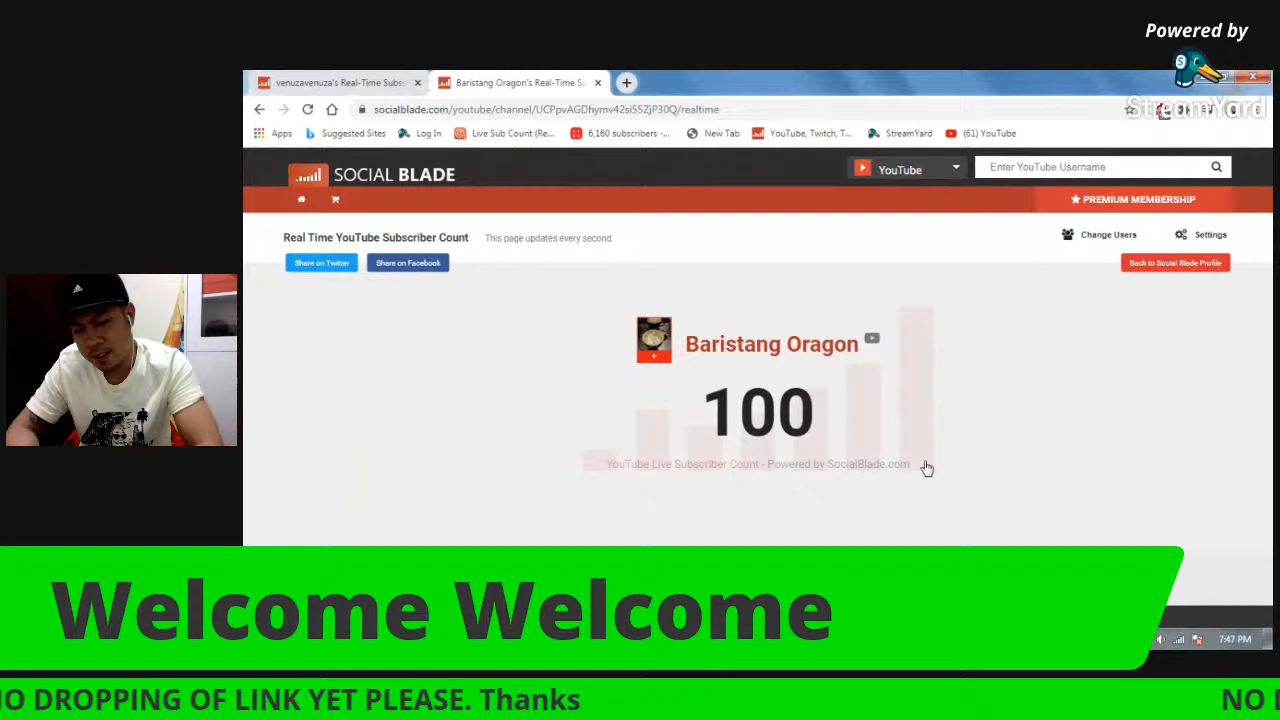 Powered by
StreamYard
venuzavenuza's Real-Time Subsc
Baristang Oragon's Real-Time Su
socialblade.com/youtube/channel/UCPpvAGDhymv42si55ZjP30Q/realtime
Apps Suggested Sites Log In Live Sub Count (Re... 6,160 subscribers -... New Tab YouTube, Twitch, T... StreamYard (61) YouTube
SOCIAL BLADE
YouTube
Enter YouTube Username
PREMIUM MEMBERSHIP
Real Time YouTube Subscriber Count This page updates every second.
Change Users Settings
Share on Twitter Share on Facebook
Back to Social Blade Profile
Baristang Oragon
100
YouTube Live Subscriber Count - Powered by SocialBlade.com
Welcome Welcome
7:47 PM
NO DROPPING OF LINK YET PLEASE. Thanks NO D